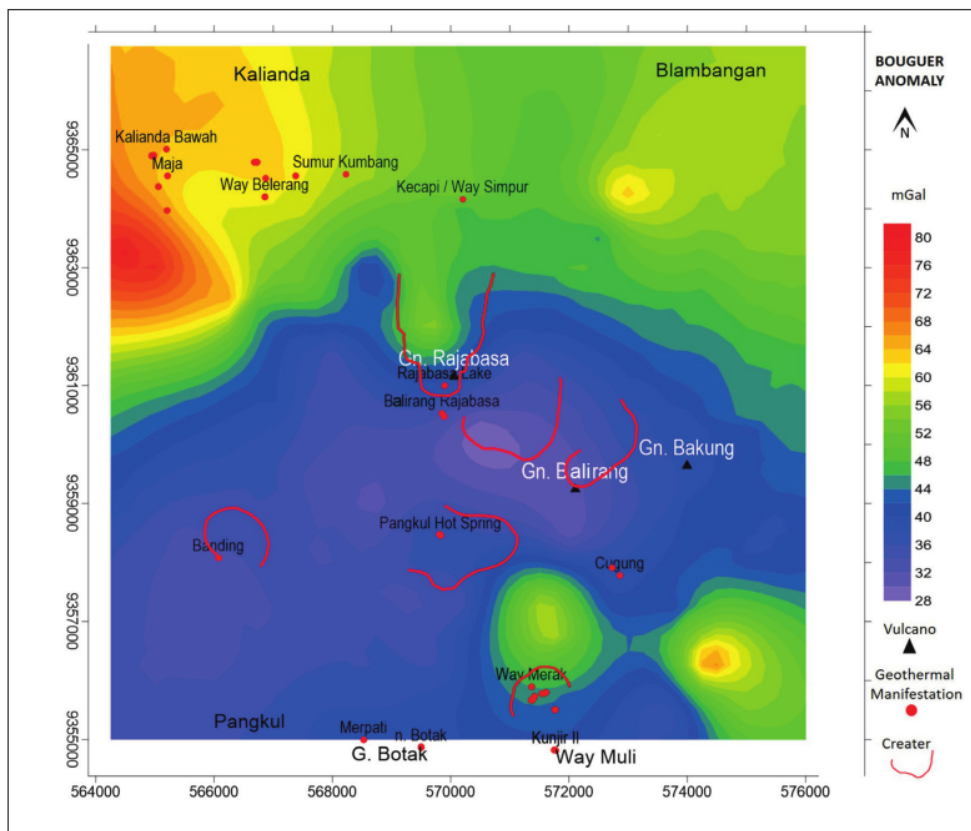 Kalianda
Blambangan
BOUGUER
ANOMALY
N
9365000
Kalianda Bawah
Maja
Sumur Kumbang
Way Belerang
Kecapi / Way Simpur
mGal
80
76
72
68
64
60
56
52
48
44
40
36
32
28
9363000
Gn. Rajabasa
Rajabasa Lake
9361000
Balirang Rajabasa
Gn. Balirang
Gn. Bakung
9359000
Pangkul Hot Spring
Banding
Cugung
9357000
Vulcano
Geothermal
Manifestation
Way Merak
Pangkul
Merpati
n. Botak
Kunjir II
G. Botak
Way Muli
9355000
Creater
564000
566000
568000
570000
572000
574000
576000